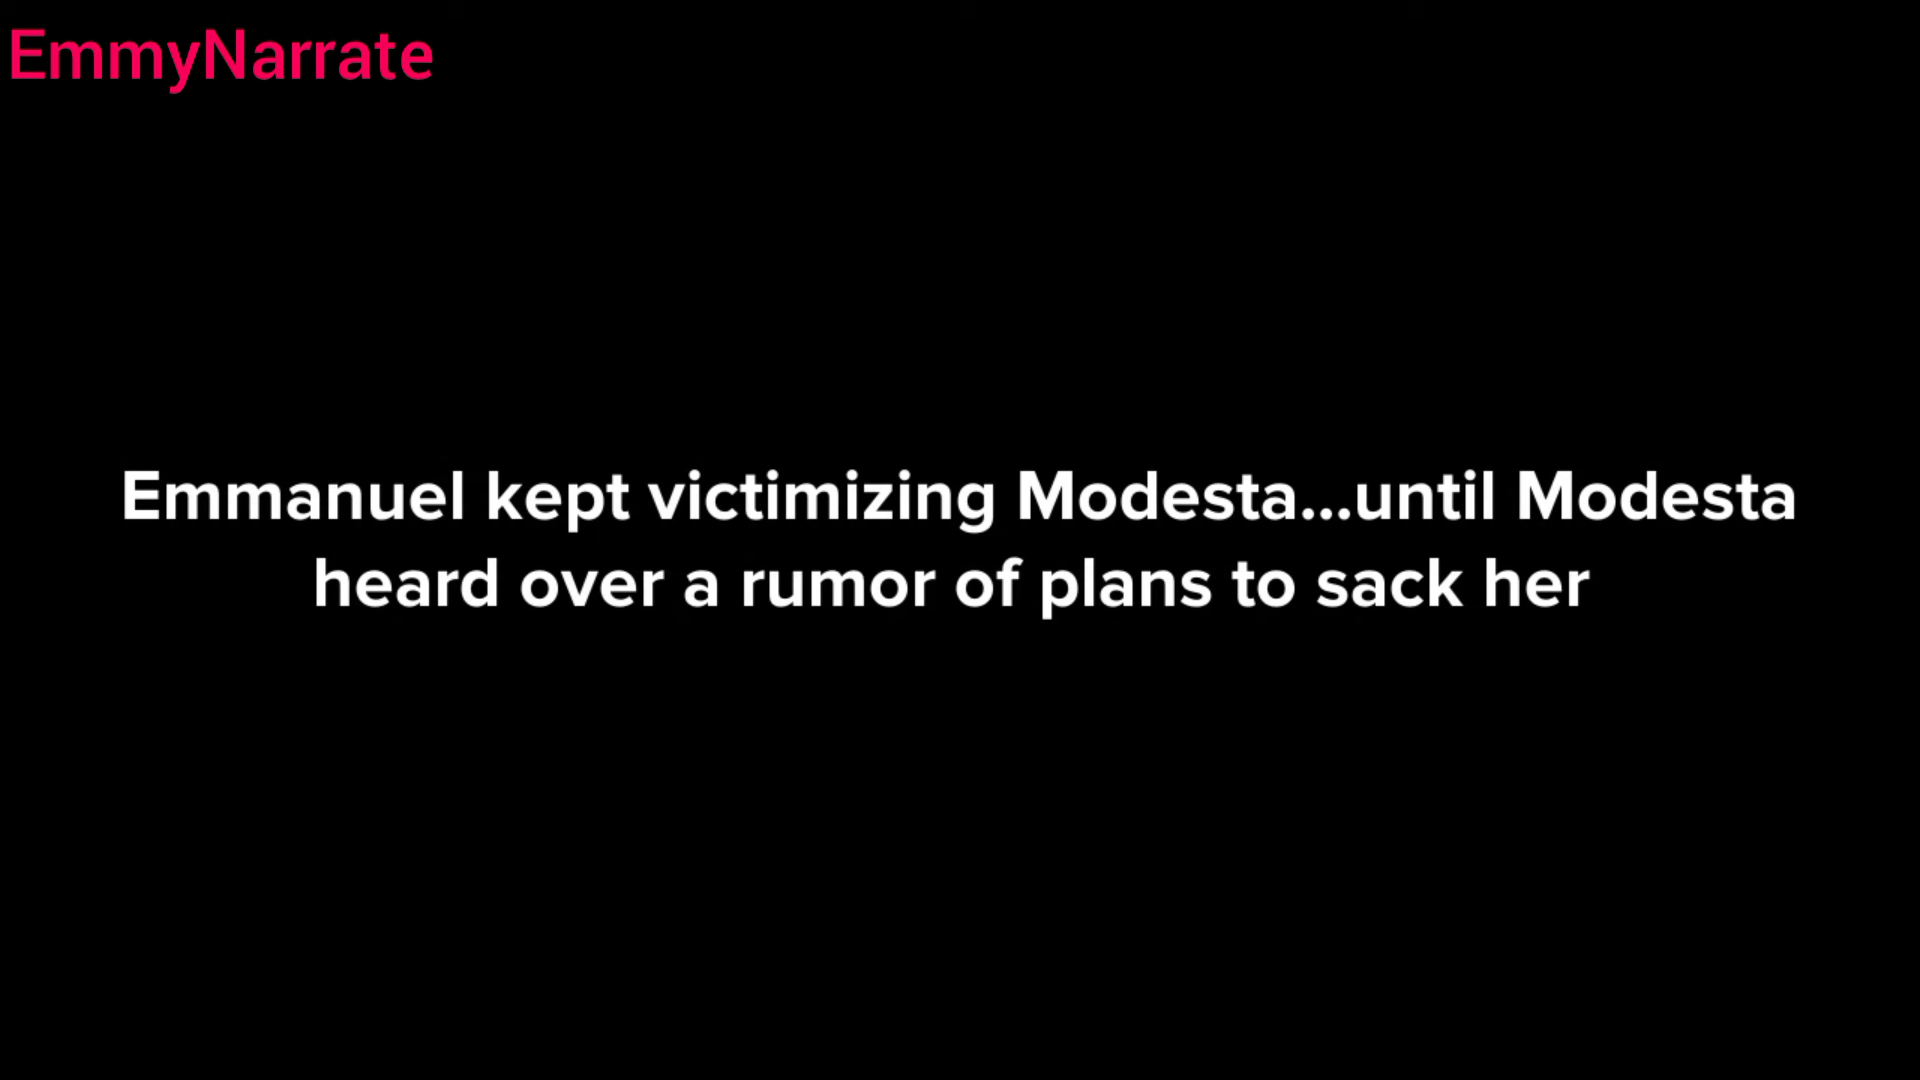 EmmyNarrate
Emmanuel kept victimizing Modesta...until Modesta
heard over a rumor of plans to sack her